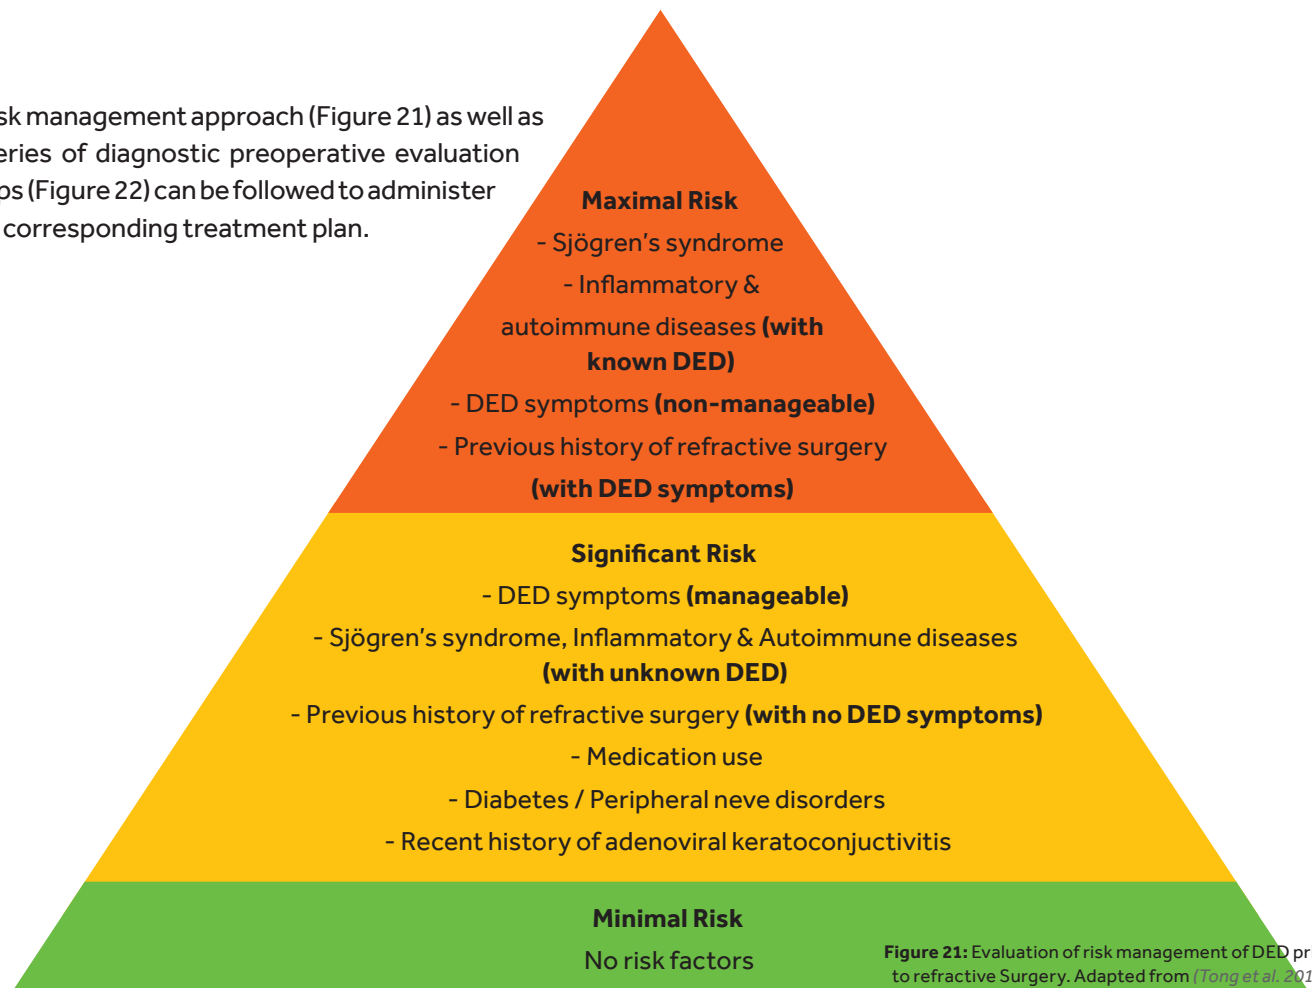 sk management approach (Figure 21) as well as
eries of diagnostic preoperative evaluation
ps (Figure 22) can be followed to administer
corresponding treatment plan.
Maximal Risk
- Sjögren's syndrome
- Inflammatory &
autoimmune diseases (with
known DED)
- DED symptoms (non-manageable)
- Previous history of refractive surgery
(with DED symptoms)
Significant Risk
- DED symptoms (manageable)
- Sjögren's syndrome, Inflammatory & Autoimmune diseases
(with unknown DED)
- Previous history of refractive surgery (with no DED symptoms)
- Medication use
- Diabetes / Peripheral neve disorders
- Recent history of adenoviral keratoconjuctivitis
Minimal Risk
No risk factors
Figure 21: Evaluation of risk management of DED pr
to refractive Surgery. Adapted from (Tong et al. 201